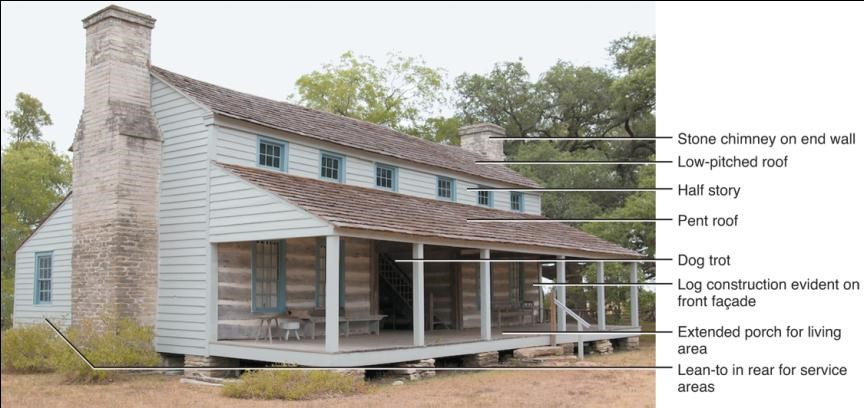 Stone chimney on end wall
Low-pitched roof
Half story
Pent roof
Dog trot
Log construction evident on
front façade
Extended porch for living
area
Lean-to in rear for service
areas